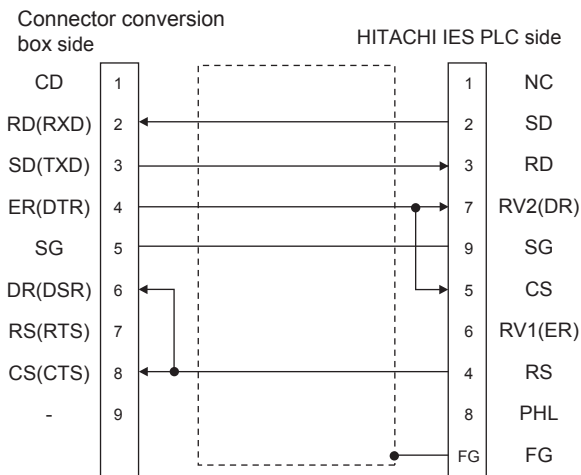 Connector conversion
box side
HITACHI IES PLC side
CD 1 1 NC
RD(RXD) 2 2 SD
SD(TXD) 3 3 RD
ER(DTR) 4 7 RV2(DR)
SG 5 9 SG
DR(DSR) 6 5 CS
RS(RTS) 7 6 RV1(ER)
CS(CTS) 8 4 RS
- 9 8 PHL
FG FG